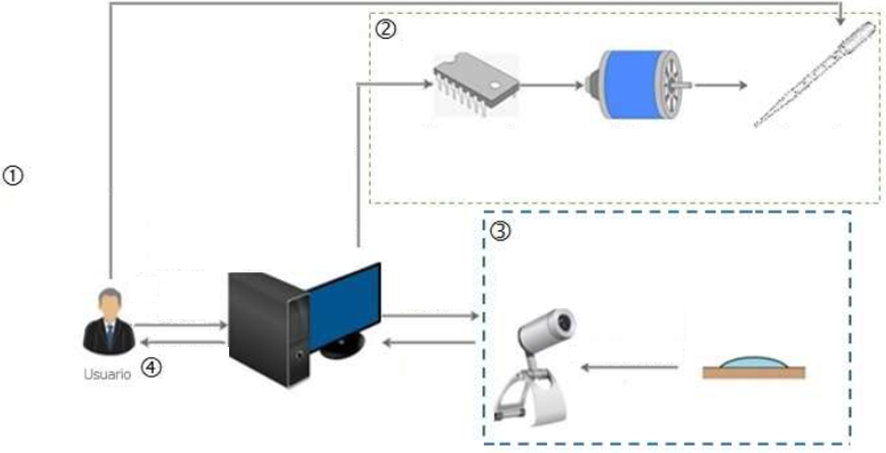 ②
①
③
④
Usuario